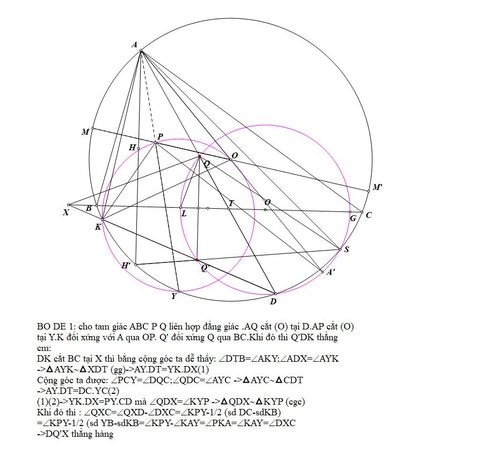 A
M
H
P
Q
O
M'
X
B
K
L
T
O
G
C
S
H'
Q'
A'
Y
D
BO DE 1: cho tam giác ABC P Q liên hợp đẳng giác .AQ cắt (O) tại D.AP cắt (O)
tại Y.K đối xứng với A qua OP. Q' đối xứng Q qua BC.Khi đó thì Q'DK thẳng
cm:
DK cắt BC tại X thì bằng cộng góc ta dễ thấy: ∠DTB=∠AKY;∠ADX=∠AYK
->ΔAYK~ΔXDT (gg)->AY.DT=YK.DX(1)
Cộng góc ta được: ∠PCY=∠DQC;∠QDC=∠AYC ->ΔAYC~ΔCDT
->AY.DT=DC.YC(2)
(1)(2)->YK.DX=PY.CD mà ∠QDX=∠KYP ->ΔQDX~ΔKYP (cgc)
Khi đó thì : ∠QXC=∠QXD-∠DXC=∠KPY-1/2 (sd DC-sdKB)
=∠KPY-1/2 (sd YB-sdKB=∠KPY-∠KAY=∠PKA=∠KAY=∠DXC
->DQ'X thẳng hàng